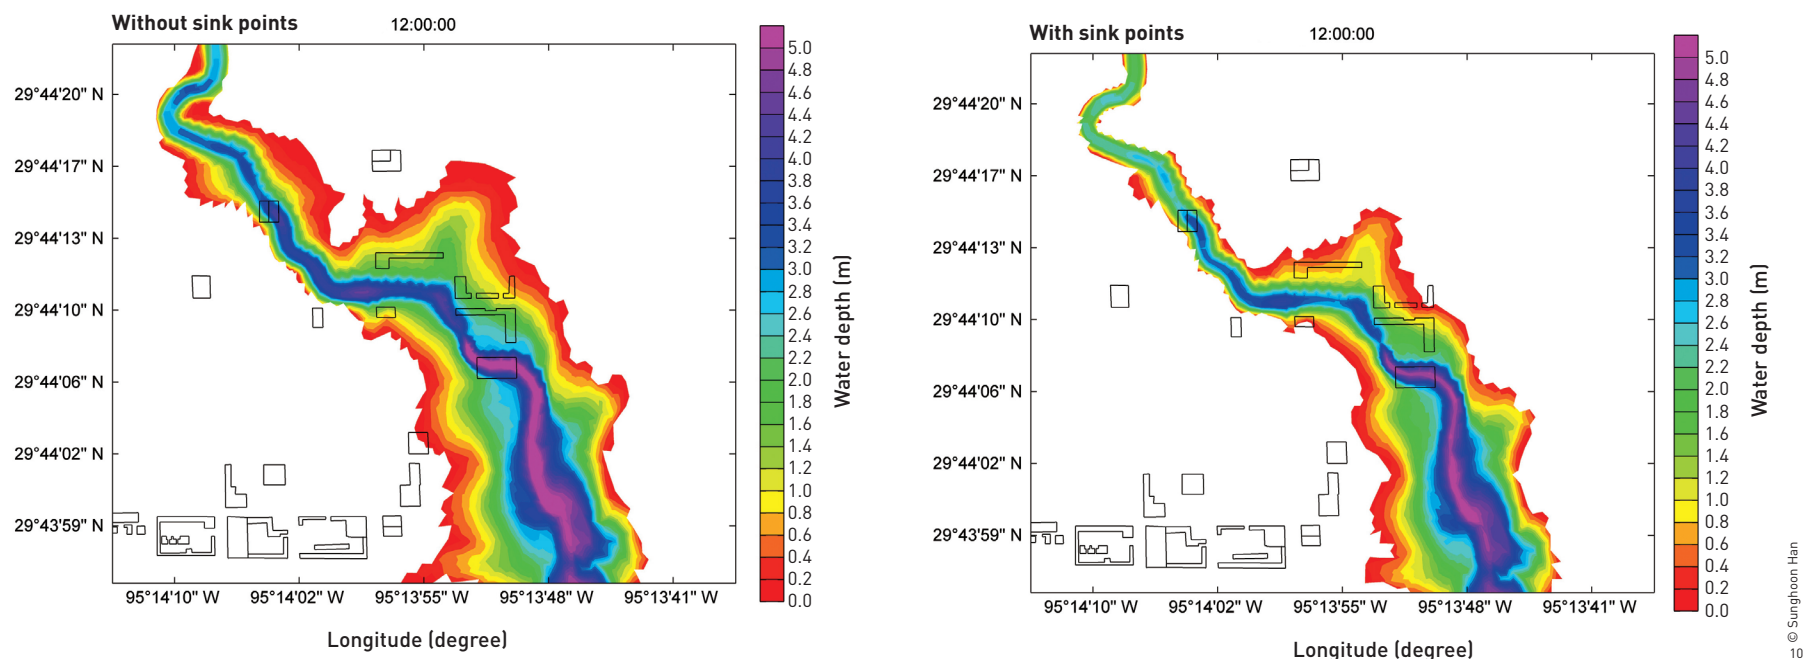 Without sink points
12:00:00
29°44'20" N
29°44'17" N
29°44'13" N
29°44'10" N
29°44'06" N
29°44'02" N
29°43'59" N
95°14'10" W 95°14'02" W 95°13'55" W 95°13'48" W 95°13'41" W
Longitude (degree)
5.0
4.8
4.6
4.4
4.2
4.0
3.8
3.6
3.4
3.2
3.0
2.8
2.6
2.4
2.2
2.0
1.8
1.6
1.4
1.2
1.0
0.8
0.6
0.4
0.2
0.0
Water depth (m)
With sink points
12:00:00
29°44'20" N
29°44'17" N
29°44'13" N
29°44'10" N
29°44'06" N
29°44'02" N
29°43'59" N
95°14'10" W 95°14'02" W 95°13'55" W 95°13'48" W 95°13'41" W
Longitude (degree)
5.0
4.8
4.6
4.4
4.2
4.0
3.8
3.6
3.4
3.2
3.0
2.8
2.6
2.4
2.2
2.0
1.8
1.6
1.4
1.2
1.0
0.8
0.6
0.4
0.2
0.0
Water depth (m)
© Sunghoon Han
10